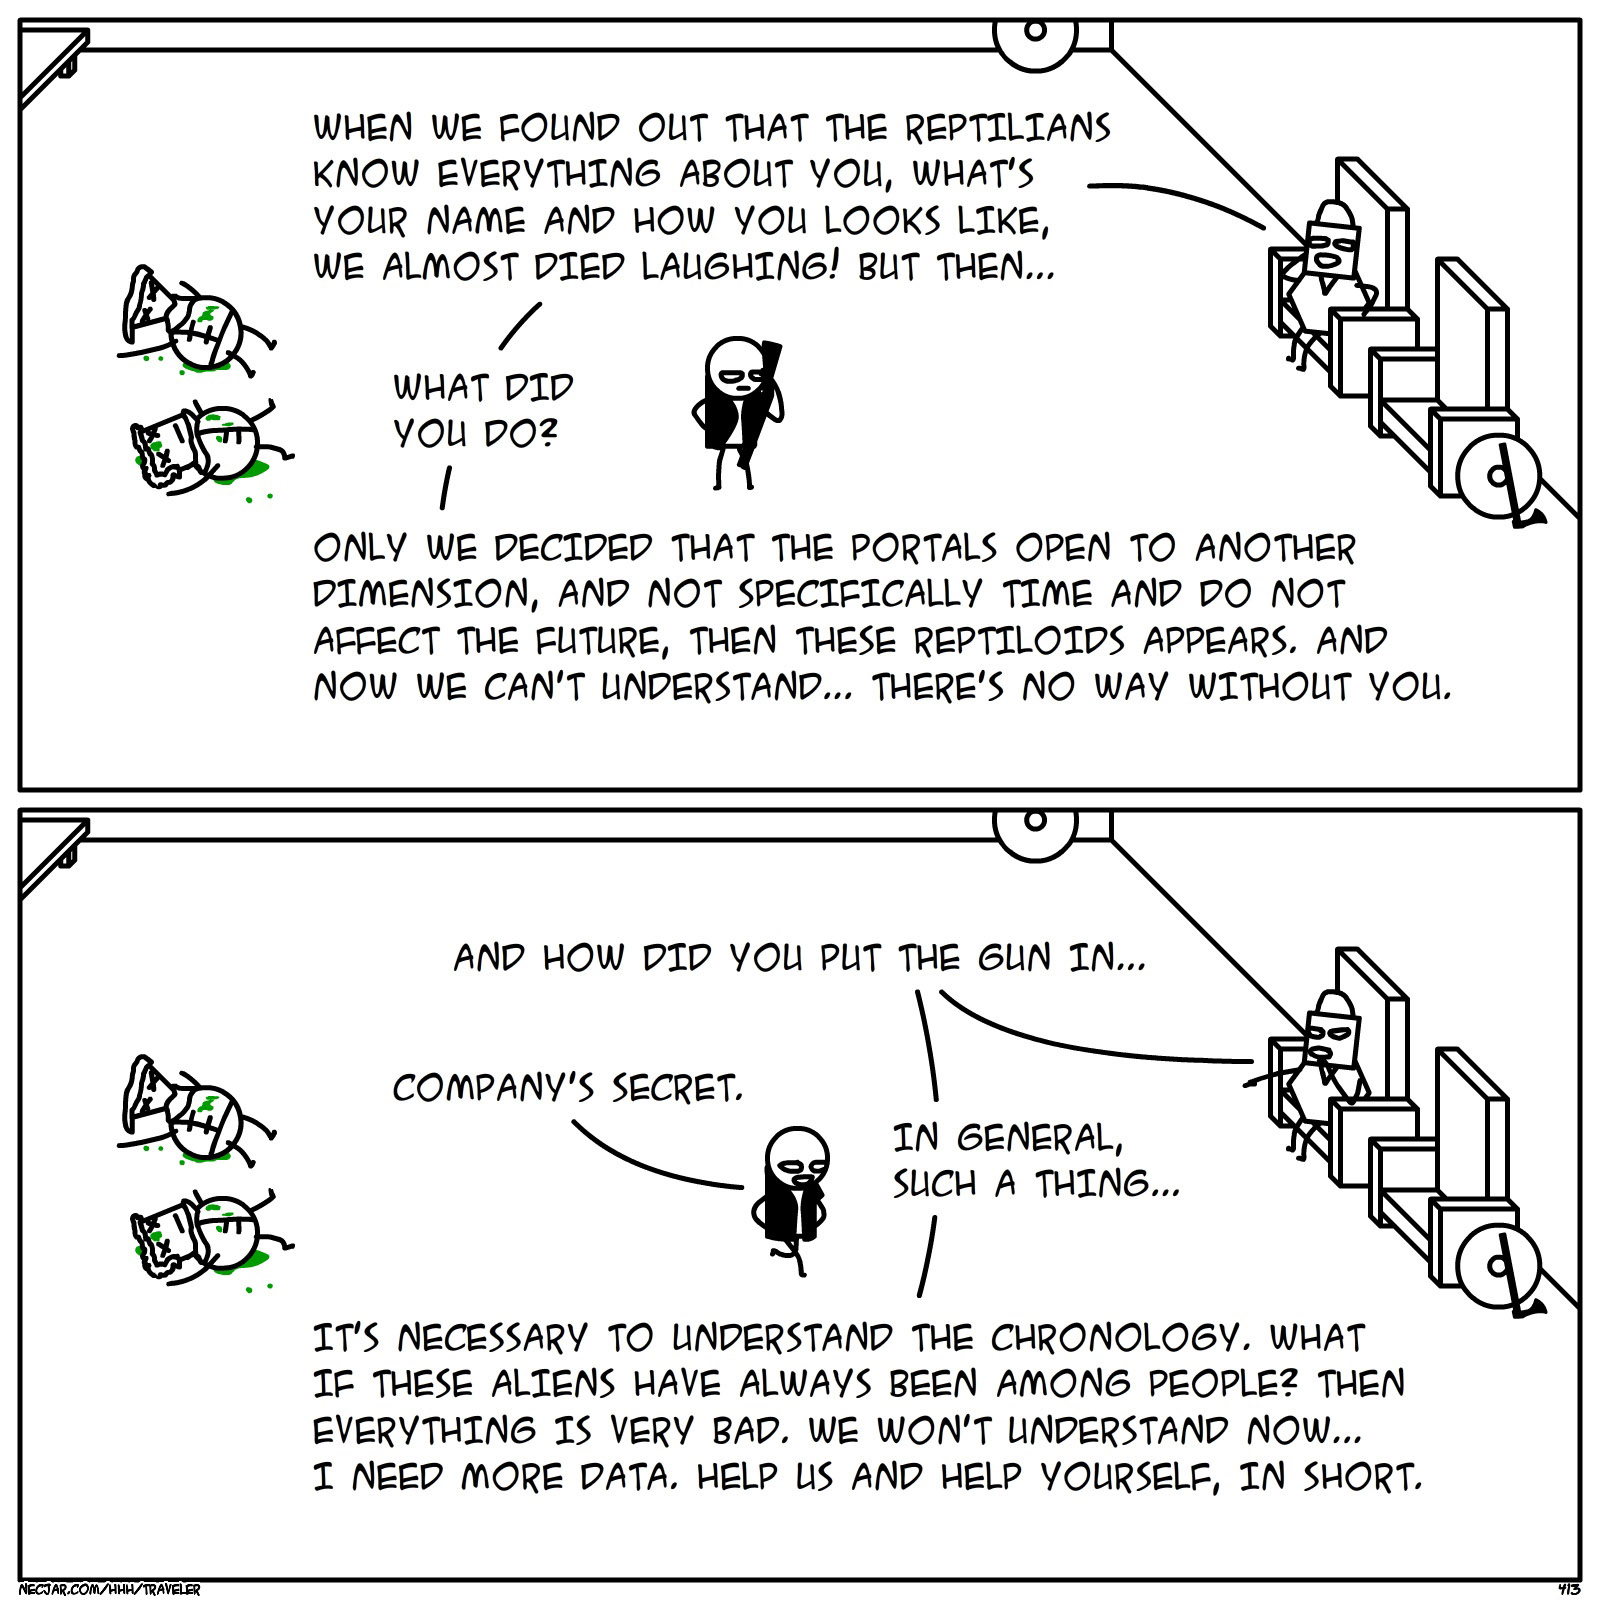 WHEN WE FOUND OUT THAT THE REPTILIANS
KNOW EVERYTHING ABOUT YOU, WHAT'S
YOUR NAME AND HOW YOU LOOKS LIKE,
WE ALMOST DIED LAUGHING! BUT THEN...
WHAT DID
YOU DO?
ONLY WE DECIDED THAT THE PORTALS OPEN TO ANOTHER
DIMENSION, AND NOT SPECIFICALLY TIME AND DO NOT
AFFECT THE FUTURE, THEN THESE REPTILOIDS APPEARS. AND
NOW WE CAN'T UNDERSTAND... THERE'S NO WAY WITHOUT YOU.
AND HOW DID YOU PUT THE GUN IN...
COMPANY'S SECRET.
IN GENERAL,
SUCH A THING...
IT'S NECESSARY TO UNDERSTAND THE CHRONOLOGY. WHAT
IF THESE ALIENS HAVE ALWAYS BEEN AMONG PEOPLE? THEN
EVERYTHING IS VERY BAD. WE WON'T UNDERSTAND NOW...
I NEED MORE DATA. HELP US AND HELP YOURSELF, IN SHORT.
NECJAR.COM/HHH/TRAVELER
413